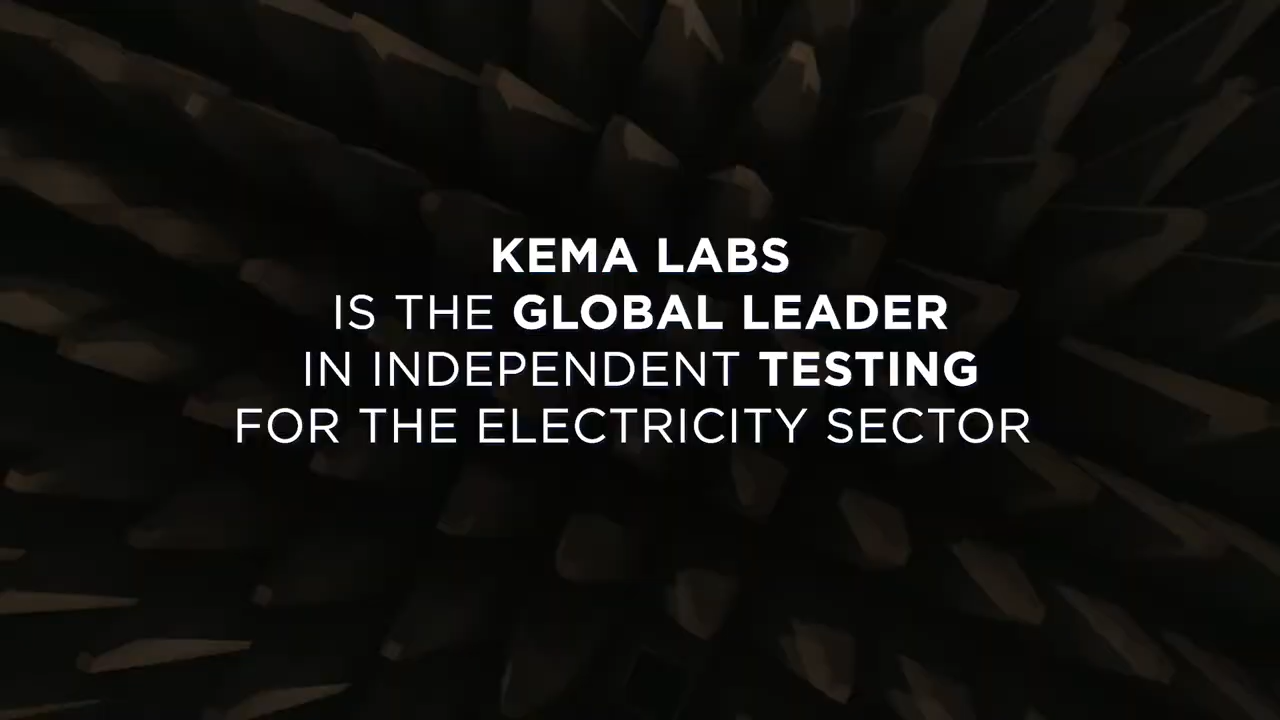 KEMA LABS
IS THE GLOBAL LEADER
IN INDEPENDENT TESTING
FOR THE ELECTRICITY SECTOR